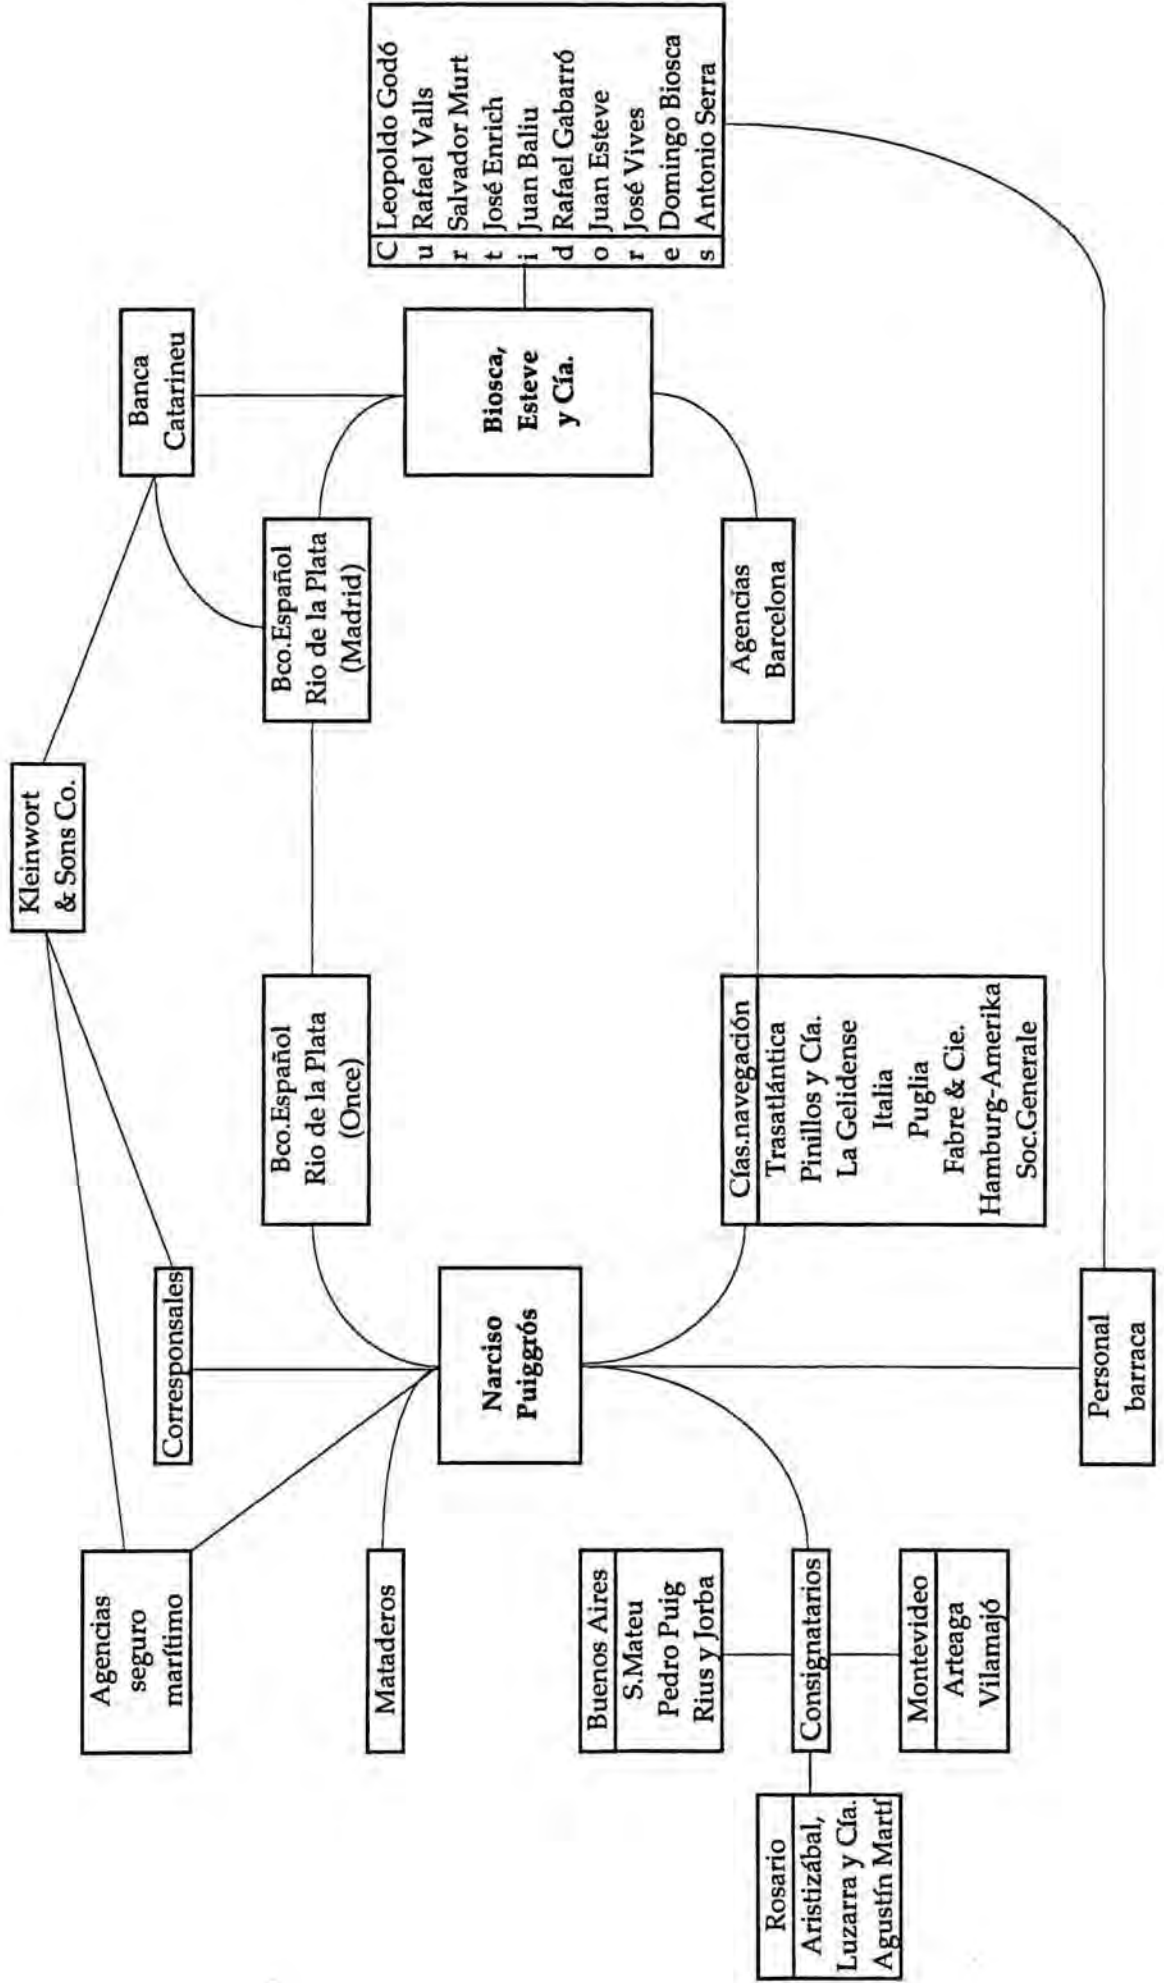 Kleinwort
& Sons Co.
Agencias
seguro
marítimo
Corresponsales
Banca
Catarineu
Bco.Español
Rio de la Plata
(Once)
Bco.Español
Rio de la Plata
(Madrid)
Mataderos
Narciso
Puiggrós
Biosca,
Esteve
y Cía.
C Leopoldo Godó
u Rafael Valls
r Salvador Murt
t José Enrich
i Juan Baliu
d Rafael Gabarró
o Juan Esteve
r José Vives
e Domingo Biosca
s Antonio Serra
Buenos Aires
S.Mateu
Pedro Puig
Rius y Jorba
Cías.navegación
Trasatlántica
Pinillos y Cía.
La Gelidense
Italia
Puglia
Fabre & Cie.
Hamburg-Amerika
Soc.Generale
Agencias
Barcelona
Rosario
Aristizábal,
Luzarra y Cía.
Agustín Martí
Consignatarios
Montevideo
Arteaga
Vilamajó
Personal
barraca